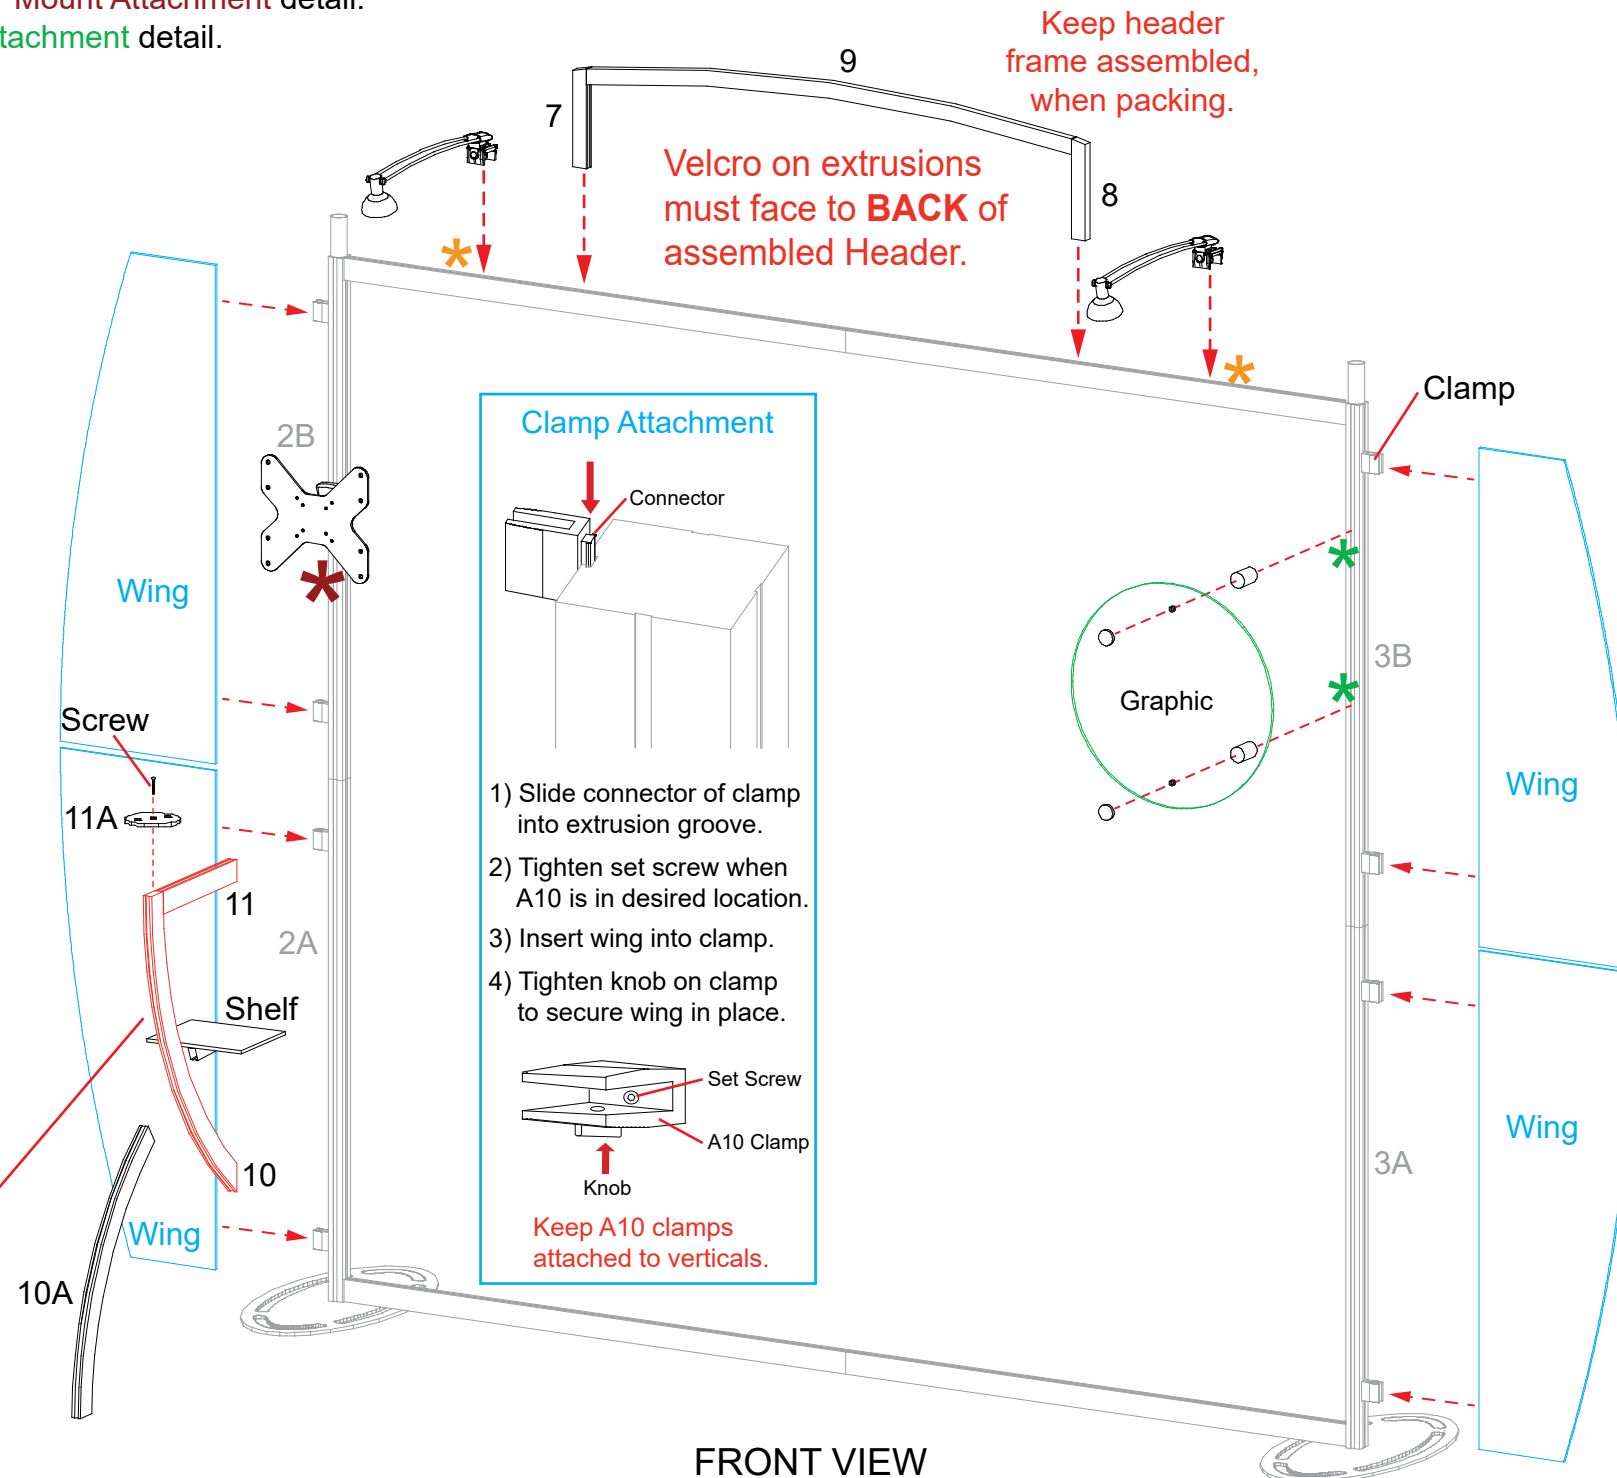 Mount Attachment detail.
tachment detail.
Keep header
frame assembled,
when packing.
9
7
8
Velcro on extrusions
must face to BACK of
assembled Header.
*
*
Clamp
2B
*
Wing
Clamp Attachment
Connector
1) Slide connector of clamp
into extrusion groove.
2) Tighten set screw when
A10 is in desired location.
3) Insert wing into clamp.
4) Tighten knob on clamp
to secure wing in place.
Set Screw
A10 Clamp
Knob
Keep A10 clamps
attached to verticals.
*
*
Graphic
3B
Wing
Screw
11A
11
2A
Shelf
10
Wing
10A
Wing
3A
FRONT VIEW